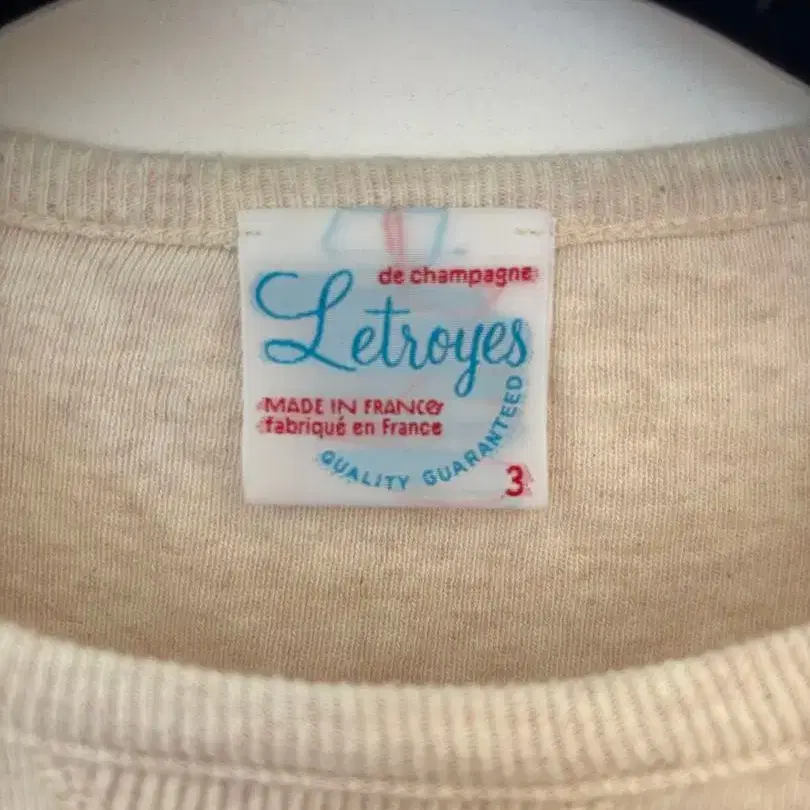 de champagne
Letroyes
MADE IN FRANCE
fabriqué en France
QUALITY GUARANTEED
3